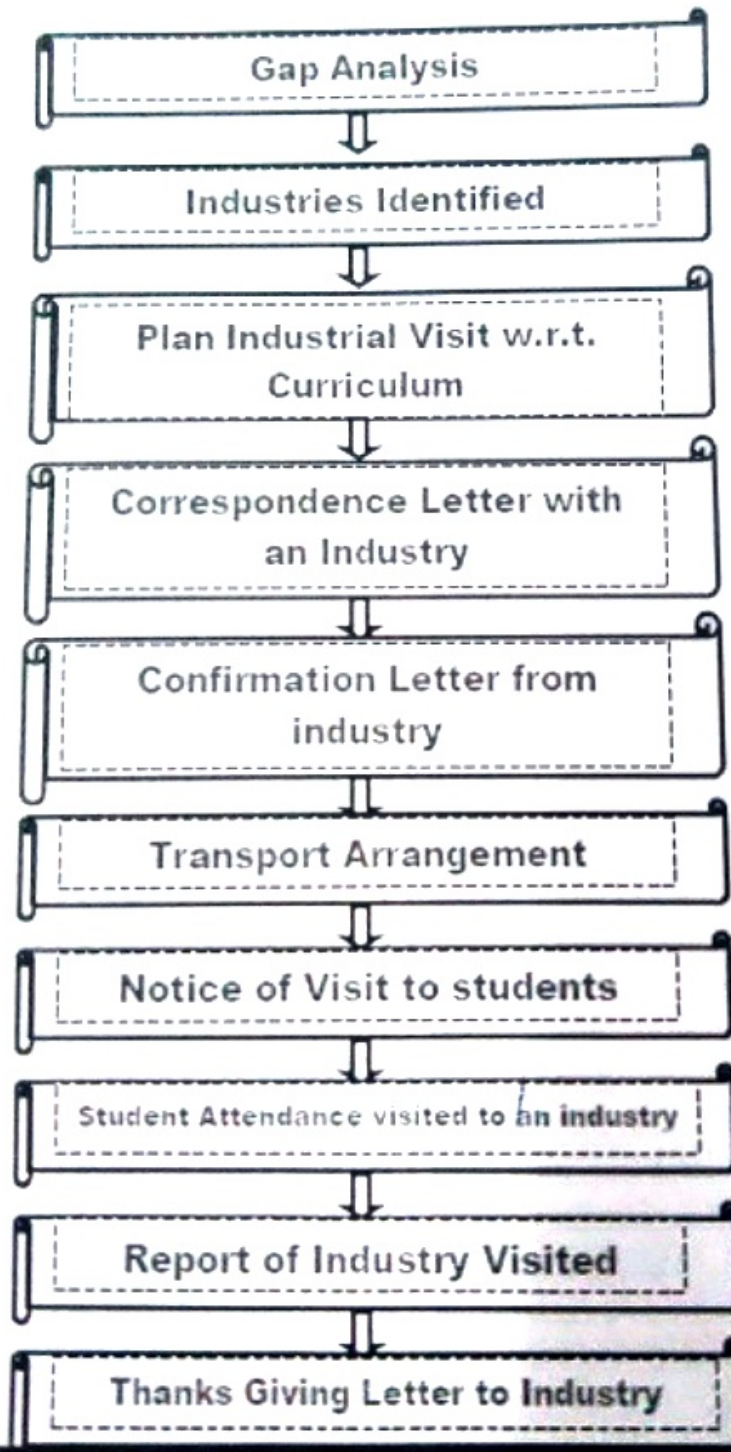 Gap Analysis
Industries Identified
Plan Industrial Visit w.r.t.
Curriculum
Correspondence Letter with
an Industry
Confirmation Letter from
industry
Transport Arrangement
Notice of Visit to students
Student Attendance visited to an industry
Report of Industry Visited
Thanks Giving Letter to Industry